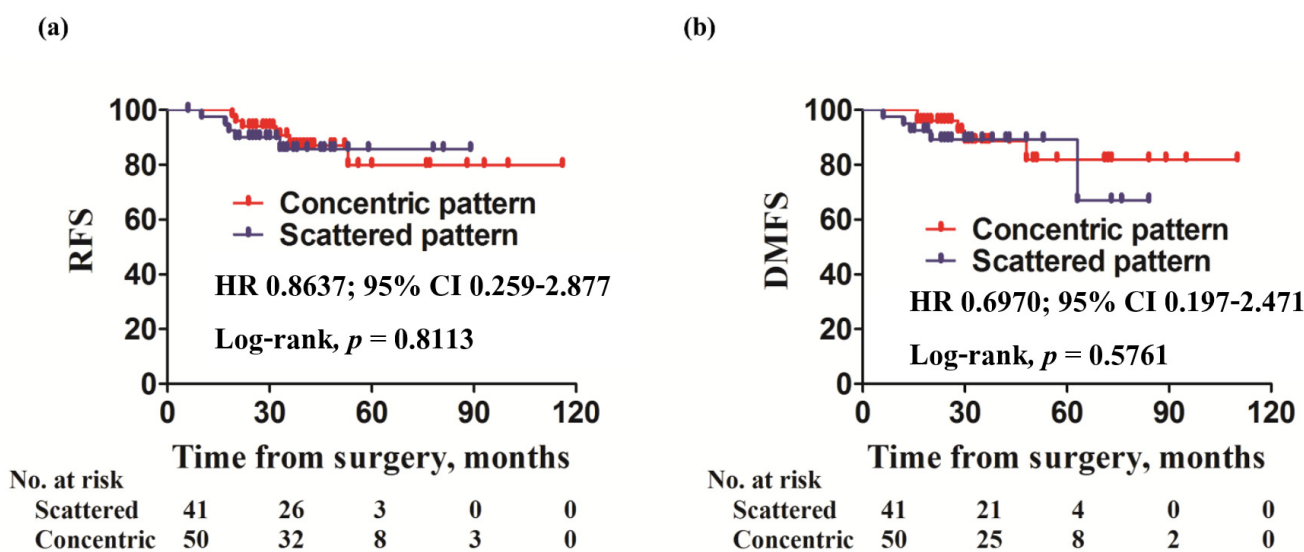 (a)
RFS
100
80
60
40
20
0
Concentric pattern
Scattered pattern
HR 0.8637; 95% CI 0.259-2.877
Log-rank, p = 0.8113
0 30 60 90 120
Time from surgery, months
No. at risk
Scattered 41 26 3 0 0
Concentric 50 32 8 3 0
(b)
DMFS
100
80
60
40
20
0
Concentric pattern
Scattered pattern
HR 0.6970; 95% CI 0.197-2.471
Log-rank, p = 0.5761
0 30 60 90 120
Time from surgery, months
No. at risk
Scattered 41 21 4 0 0
Concentric 50 25 8 2 0